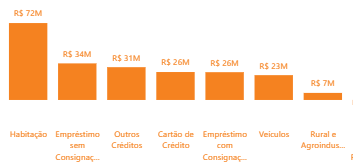 R$ 72M
R$ 34M
R$ 31M
R$ 26M
R$ 26M
R$ 23M
R$ 7M
Habitação
Empréstimo
sem
Consignaç...
Outros
Créditos
Cartão de
Crédito
Empréstimo
com
Consignaç...
Veículos
Rural e
Agroindus...